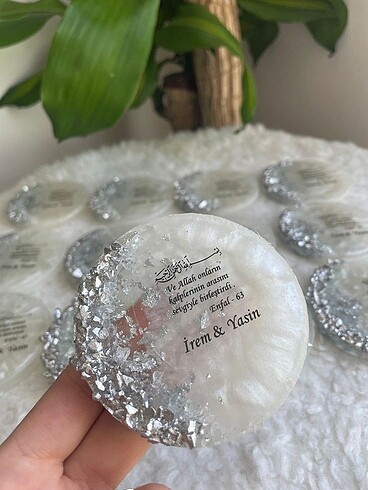 بسم الله الرحمن الرحيم
Ve Allah onların
kalplerinin arasını
sevgiyle birleştirdi.
Enfal - 63
İrem & Yasin